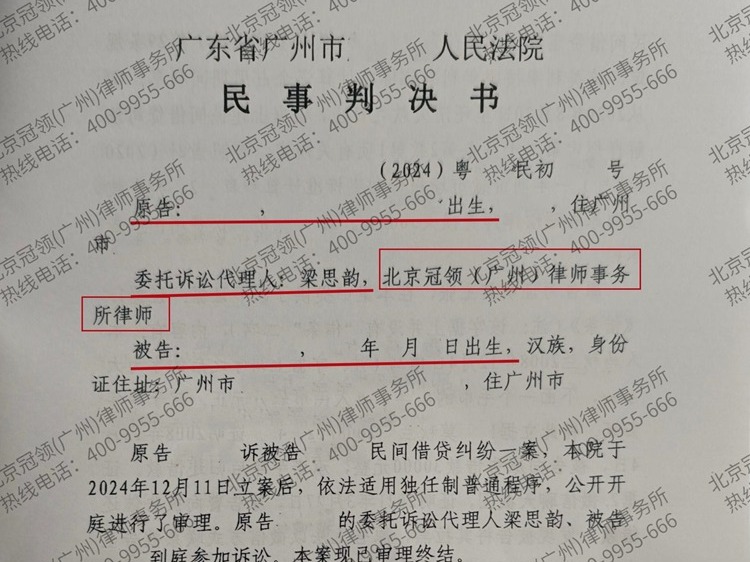 广东省广州市 人民法院
民事判决书
（2024）粤 民初 号
原告： ， 出生， ，住广州
市
委托诉讼代理人：梁思韵，北京冠领（广州）律师事务
所律师
被告： ， 年 月 日出生，汉族，身份
证住址：广州市 ，住广州市
原告 诉被告 民间借贷纠纷一案，本院于
2024年12月11日立案后，依法适用独任制普通程序，公开开
庭进行了审理。原告 的委托诉讼代理人梁思韵、被告
到庭参加诉讼。本案现已审理终结。
北京冠领(广州)律师事务所
热线电话：400-9955-666